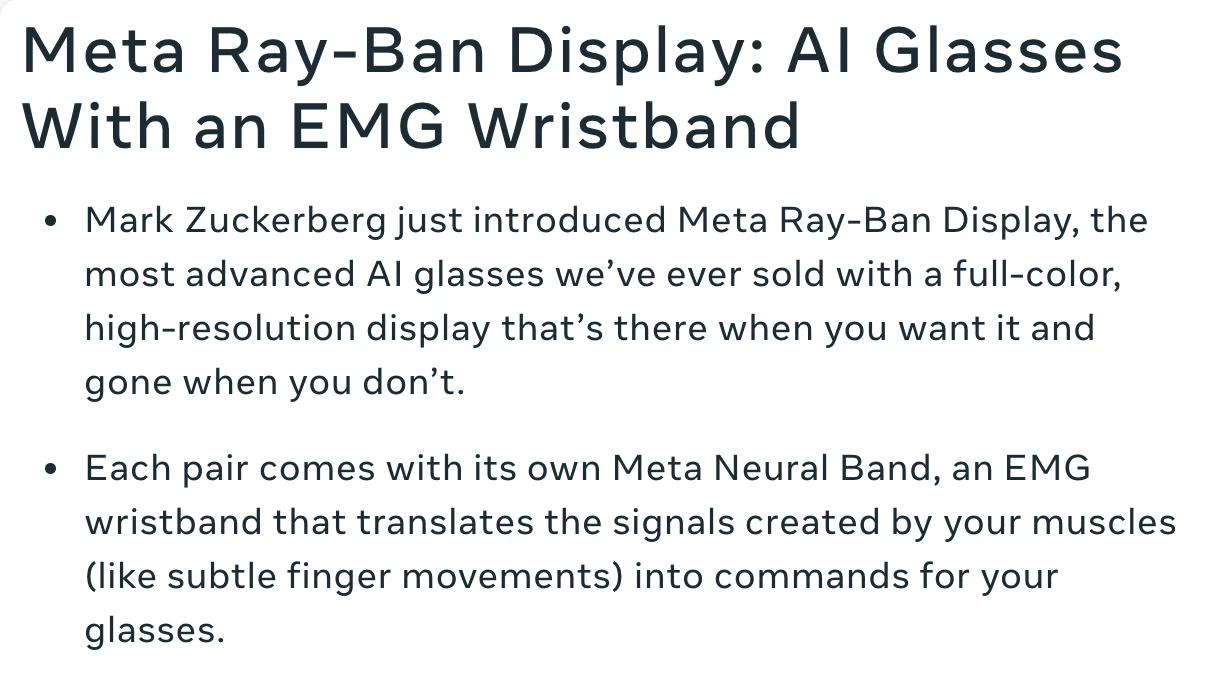 Meta Ray-Ban Display: AI Glasses
With an EMG Wristband
• Mark Zuckerberg just introduced Meta Ray-Ban Display, the
most advanced AI glasses we’ve ever sold with a full-color,
high-resolution display that’s there when you want it and
gone when you don’t.
• Each pair comes with its own Meta Neural Band, an EMG
wristband that translates the signals created by your muscles
(like subtle finger movements) into commands for your
glasses.